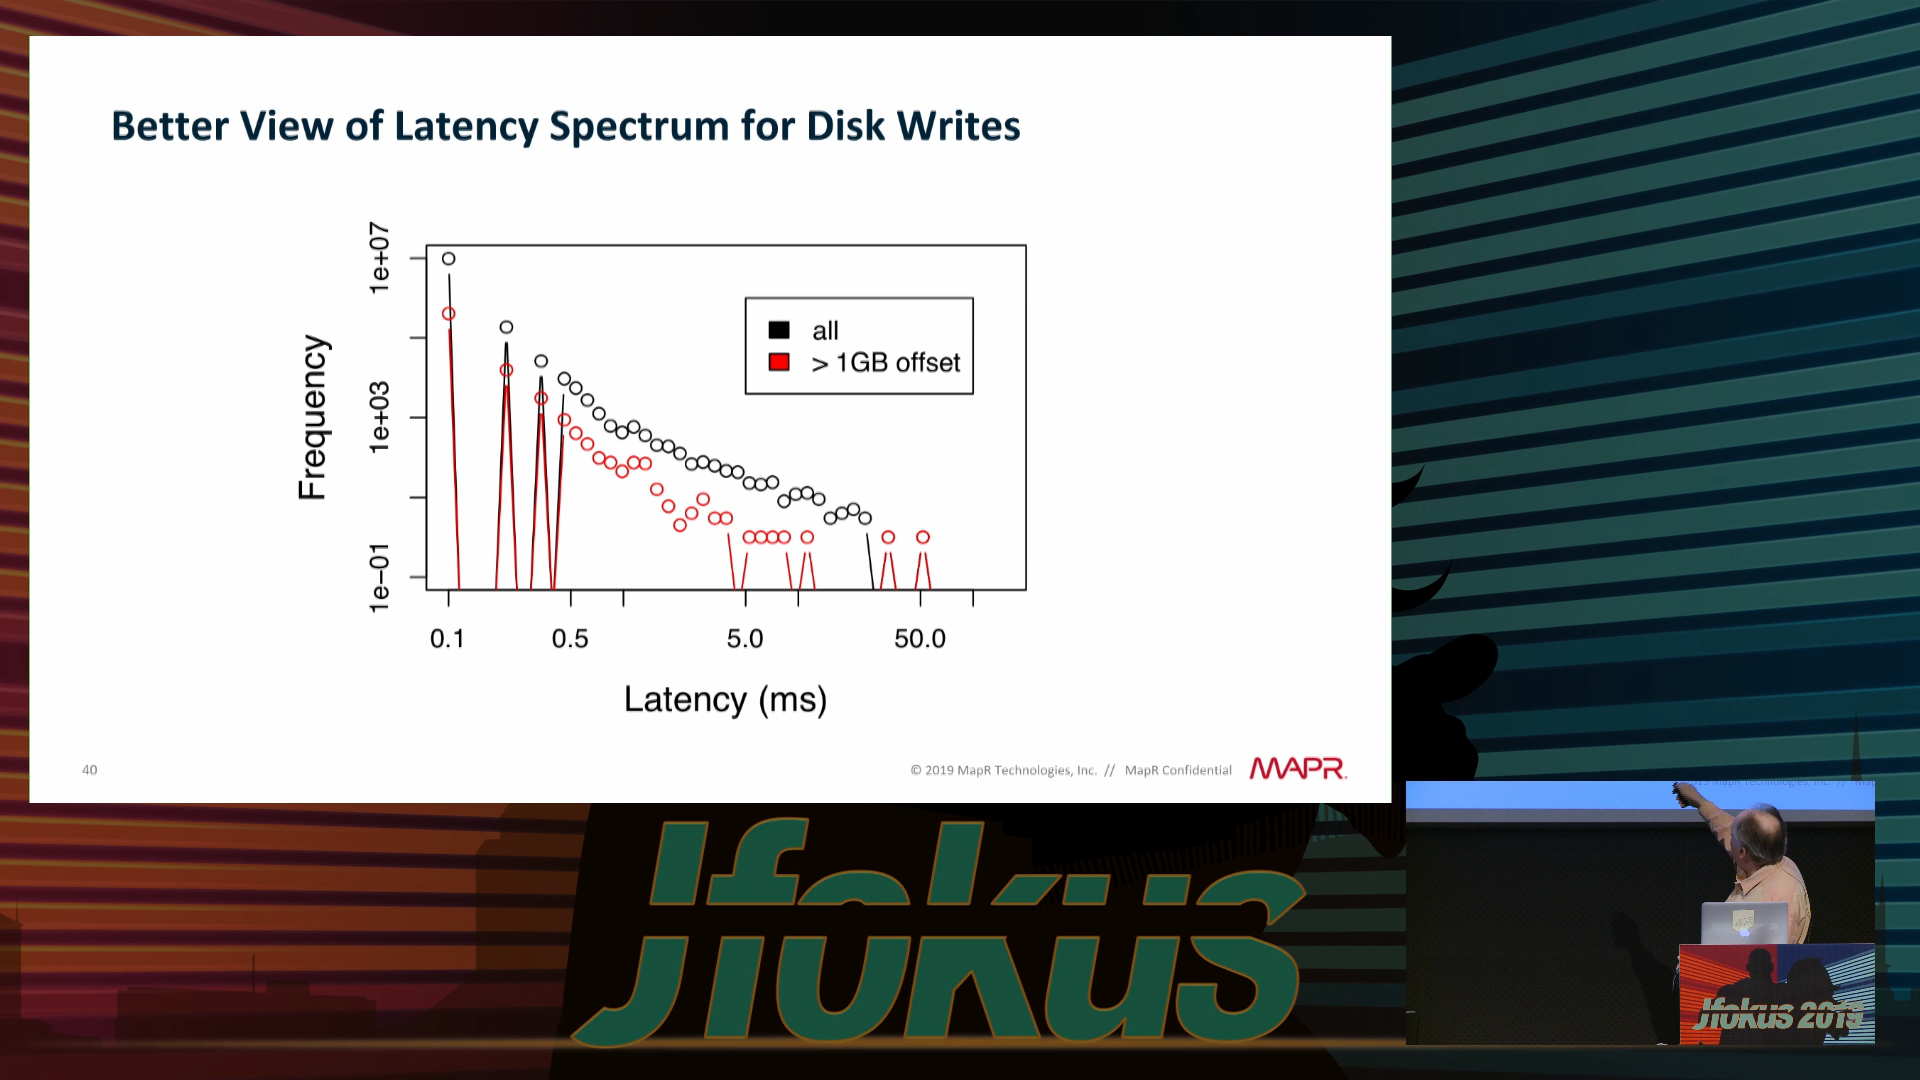 Better View of Latency Spectrum for Disk Writes
1e+07
1e+03
1e−01
Frequency
all
> 1GB offset
0.1
0.5
5.0
50.0
Latency (ms)
40
© 2019 MapR Technologies, Inc. // MapR Confidential
MAPR
Jfokus
Jfokus 2019